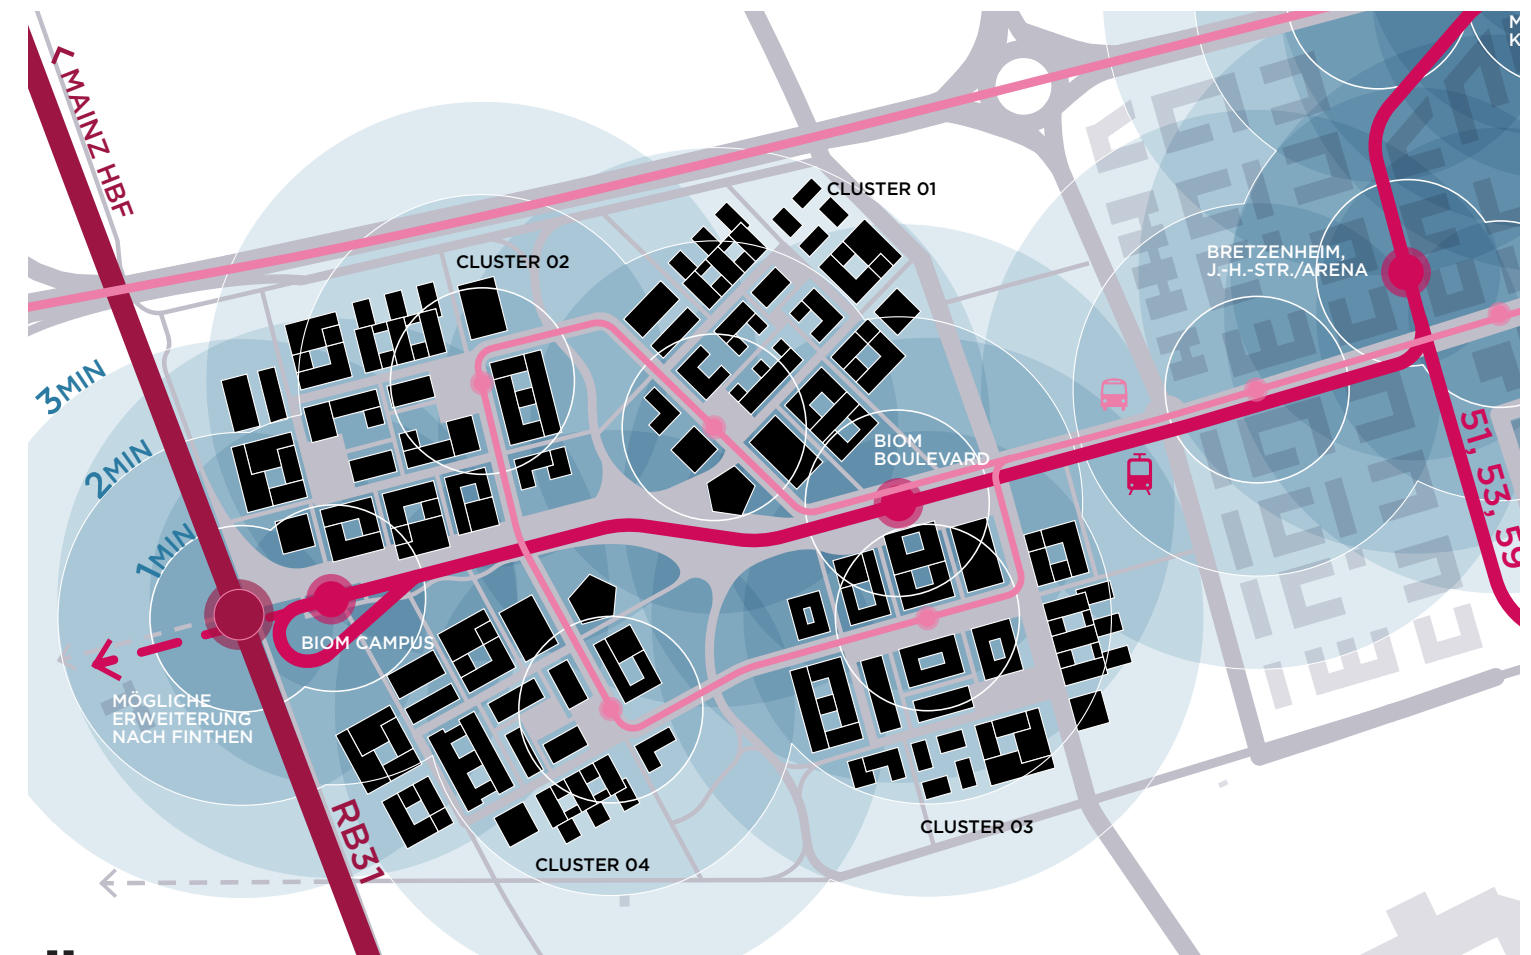 M
K
MAINZ HBF
CLUSTER 01
CLUSTER 02
BRETZENHEIM,
J.-H.-STR./ARENA
3MIN
2MIN
1MIN
BIOM
BOULEVARD
51, 53, 59
BIOM CAMPUS
MÖGLICHE
ERWEITERUNG
NACH FINTHEN
RB31
CLUSTER 03
CLUSTER 04